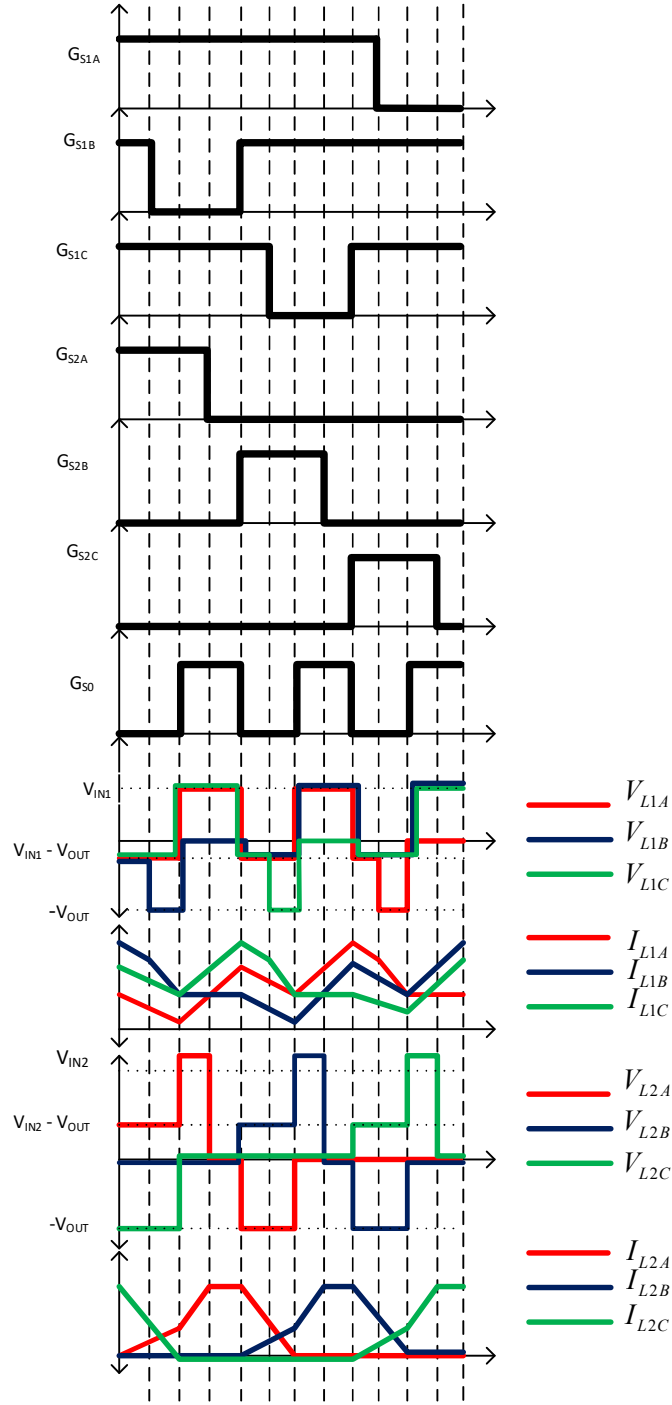 GS1A
GS1B
GS1C
GS2A
GS2B
GS2C
GS0
VIN1
VIN1 - VOUT
-VOUT
VL1A
VL1B
VL1C
IL1A
IL1B
IL1C
VIN2
VIN2 - VOUT
-VOUT
VL2A
VL2B
VL2C
IL2A
IL2B
IL2C